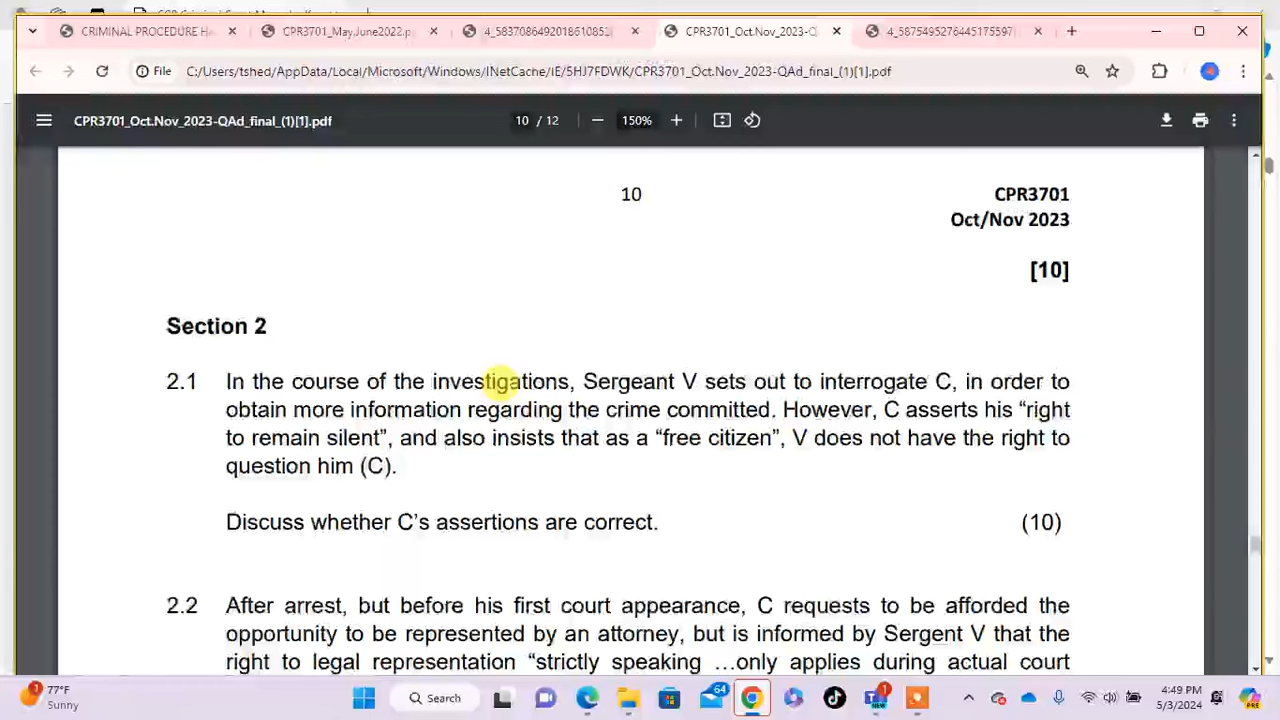 CRIMINAL PROCEDURE H
CPR3701_May.June2022.p
4_5837086492018610851
CPR3701_Oct.Nov_2023-Q
4_5875495276445175597
File
C:/Users/tshed/AppData/Local/Microsoft/Windows/INetCache/IE/5HJ7FDWK/CPR3701_Oct.Nov_2023-QAd_final_(1)[1].pdf
CPR3701_Oct.Nov_2023-QAd_final_(1)[1].pdf
10 / 12
150%
10
CPR3701
Oct/Nov 2023
[10]
Section 2
2.1 In the course of the investigations, Sergeant V sets out to interrogate C, in order to
obtain more information regarding the crime committed. However, C asserts his “right
to remain silent”, and also insists that as a “free citizen”, V does not have the right to
question him (C).
Discuss whether C’s assertions are correct. (10)
2.2 After arrest, but before his first court appearance, C requests to be afforded the
opportunity to be represented by an attorney, but is informed by Sergent V that the
right to legal representation “strictly speaking …only applies during actual court
1
77°F
Sunny
Search
64
1
NEW
PRE
4:49 PM
5/3/2024